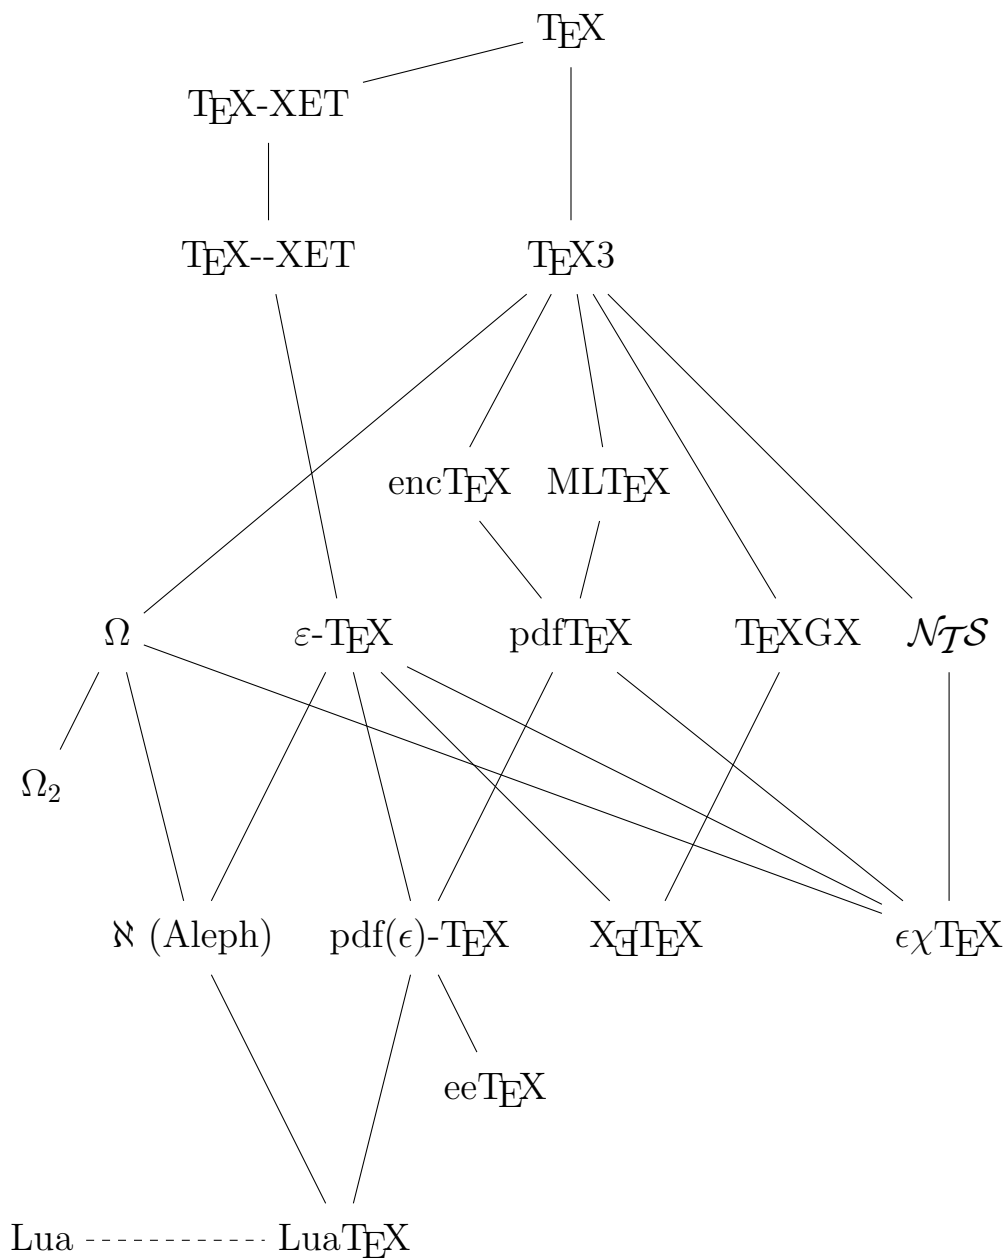 TEX
TEX-XET
TEX--XET TEX3
encTEX MLTEX
Ω ε-TEX pdfTEX TEXGX 𝒩𝒯𝒮
Ω₂
ℵ (Aleph) pdf(ϵ)-TEX XƎTEX ϵχTEX
eeTEX
Lua LuaTEX